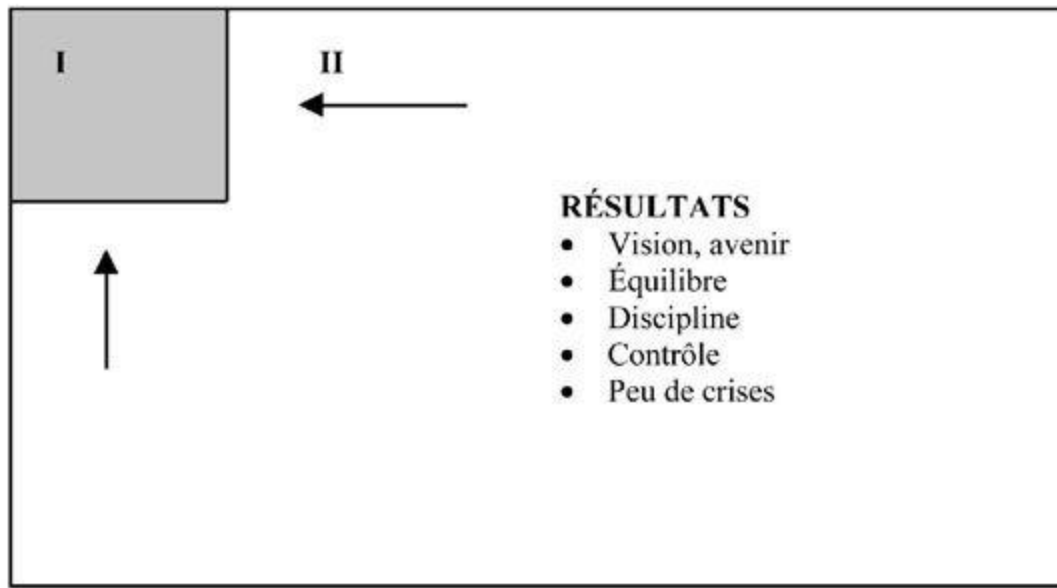 I
II
RÉSULTATS
• Vision, avenir
• Équilibre
• Discipline
• Contrôle
• Peu de crises